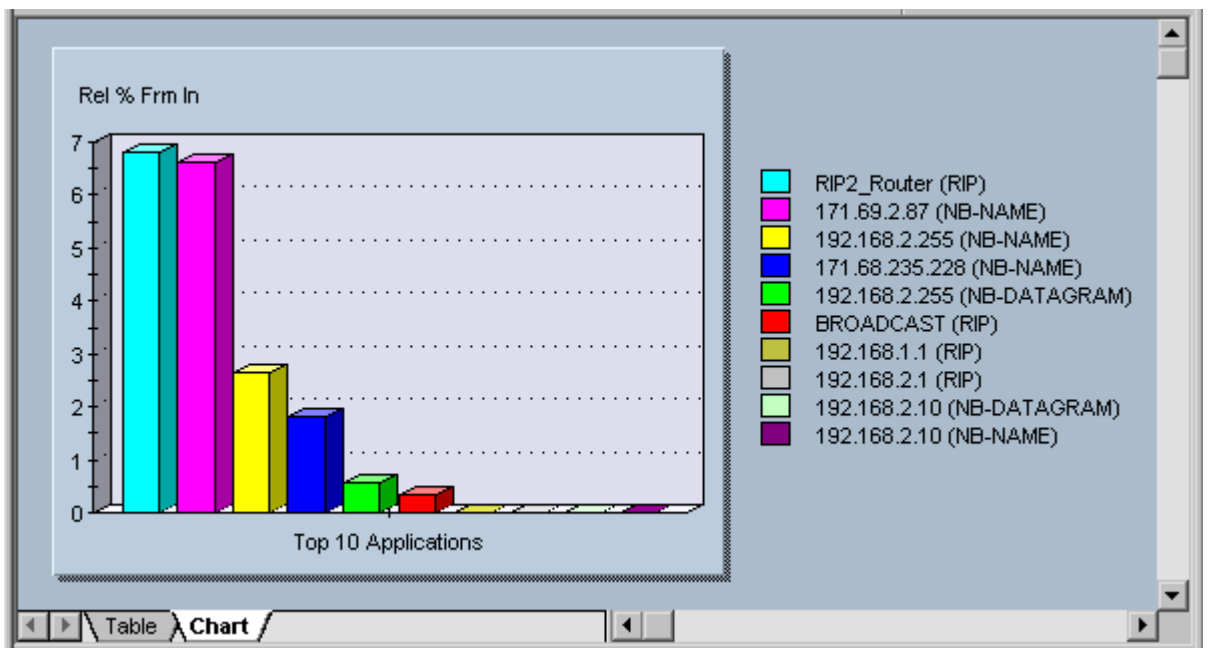 Rel % Frm In
7
6
5
4
3
2
1
0
Top 10 Applications
RIP2_Router (RIP)
171.69.2.87 (NB-NAME)
192.168.2.255 (NB-NAME)
171.68.235.228 (NB-NAME)
192.168.2.255 (NB-DATAGRAM)
BROADCAST (RIP)
192.168.1.1 (RIP)
192.168.2.1 (RIP)
192.168.2.10 (NB-DATAGRAM)
192.168.2.10 (NB-NAME)
Table Chart